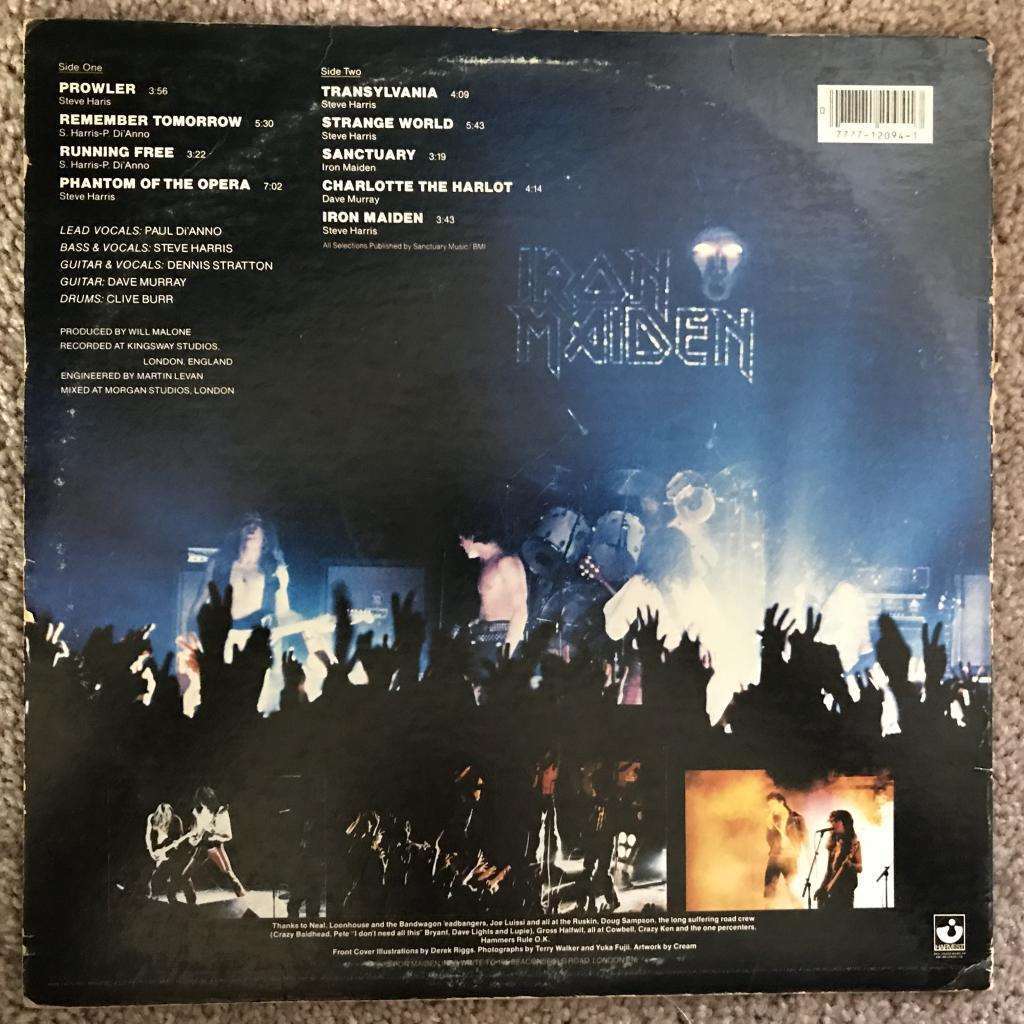 Side One
PROWLER 3:56
Steve Haris
REMEMBER TOMORROW 5:30
S. Harris-P. Di'Anno
RUNNING FREE 3:22
S. Harris-P. Di'Anno
PHANTOM OF THE OPERA 7:02
Steve Harris
LEAD VOCALS: PAUL Di'ANNO
BASS & VOCALS: STEVE HARRIS
GUITAR & VOCALS: DENNIS STRATTON
GUITAR: DAVE MURRAY
DRUMS: CLIVE BURR
PRODUCED BY WILL MALONE
RECORDED AT KINGSWAY STUDIOS,
LONDON, ENGLAND
ENGINEERED BY MARTIN LEVAN
MIXED AT MORGAN STUDIOS, LONDON
Side Two
TRANSYLVANIA 4:09
Steve Harris
STRANGE WORLD 5:43
Steve Harris
SANCTUARY 3:19
Iron Maiden
CHARLOTTE THE HARLOT 4:14
Dave Murray
IRON MAIDEN 3:43
Steve Harris
All Selections Published by Sanctuary Music/BMI
0
7777-12094-1
IRON
MAIDEN
Thanks to Neal, Loonhouse and the Bandwagon 'eadbangers, Joe Luissi and all at the Ruskin, Doug Sampson, the long suffering road crew
(Crazy Baldhead, Pete "I don't need all this" Bryant, Dave Lights and Lupie), Gross Halfwit, all at Cowbell, Crazy Ken and the one percenters.
Hammers Rule O.K.
Front Cover Illustrations by Derek Riggs. Photographs by Terry Walker and Yuka Fujii. Artwork by Cream
HARVEST